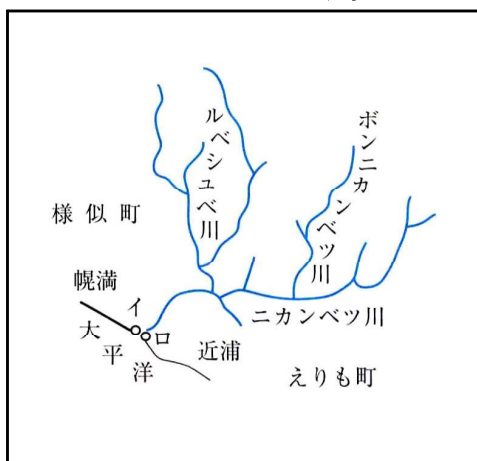 ルベシュベ川
ボンニカンベツ川
様似町
幌満
イ
ロ
大平洋
近浦
ニカンベツ川
えりも町